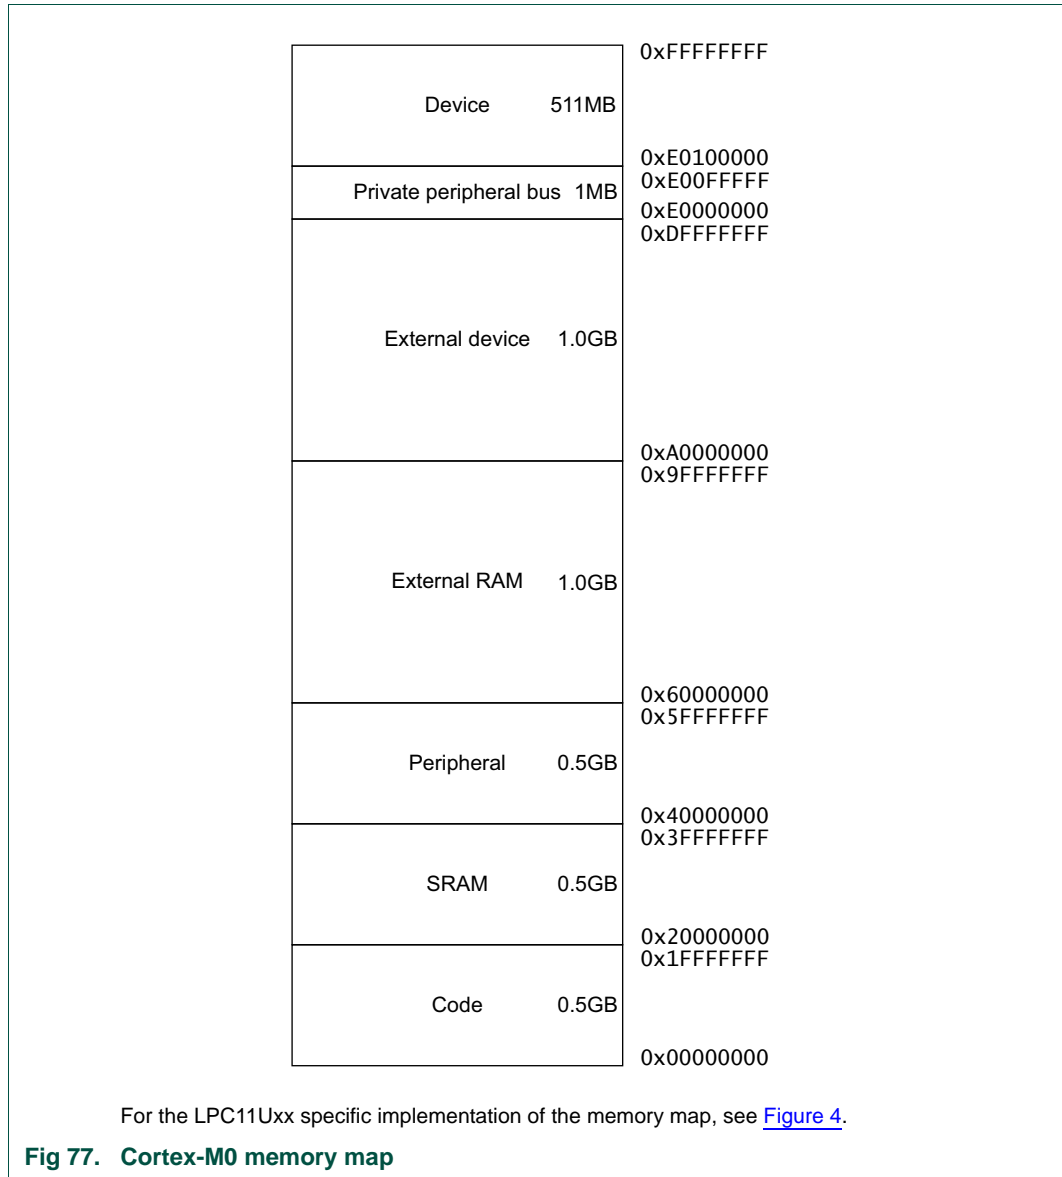 0xFFFFFFFF
Device 511MB
0xE0100000
0xE00FFFFF
Private peripheral bus 1MB
0xE0000000
0xDFFFFFFF
External device 1.0GB
0xA0000000
0x9FFFFFFF
External RAM 1.0GB
0x60000000
0x5FFFFFFF
Peripheral 0.5GB
0x40000000
0x3FFFFFFF
SRAM 0.5GB
0x20000000
0x1FFFFFFF
Code 0.5GB
0x00000000
For the LPC11Uxx specific implementation of the memory map, see Figure 4.
Fig 77. Cortex-M0 memory map